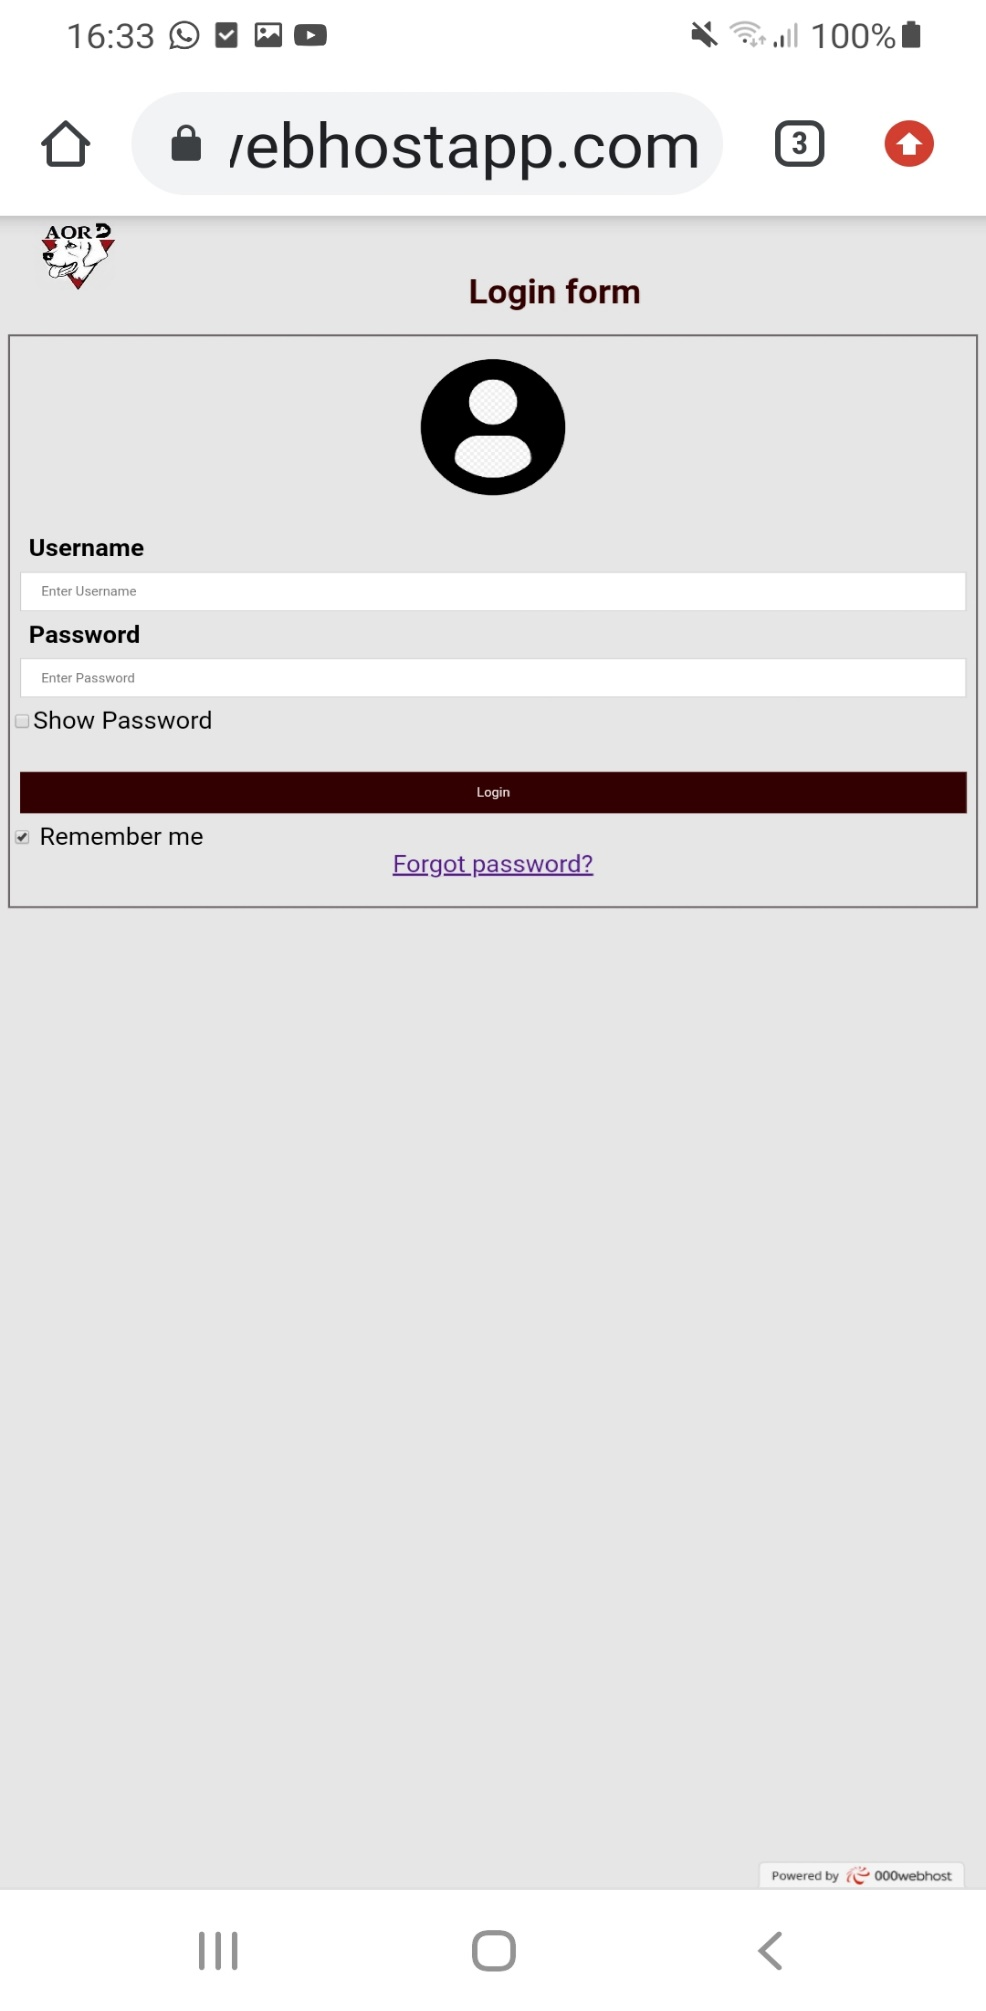 16:33 100%
vebhostapp.com 3
AOR D
Login form
Username
Enter Username
Password
Enter Password
Show Password
Login
Remember me
Forgot password?
Powered by 000webhost